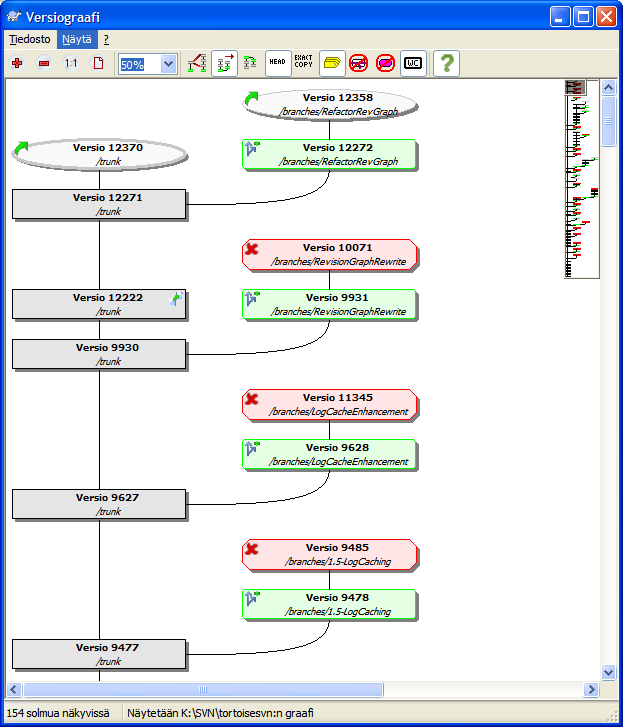 Versiograafi
Tiedosto Näytä ?
1:1 50% HEAD EXACT COPY WC ?
Versio 12358
/branches/RefactorRevGraph
Versio 12370
/trunk
Versio 12272
/branches/RefactorRevGraph
Versio 12271
/trunk
Versio 10071
/branches/RevisionGraphRewrite
Versio 12222
/trunk
Versio 9931
/branches/RevisionGraphRewrite
Versio 9930
/trunk
Versio 11345
/branches/LogCacheEnhancement
Versio 9628
/branches/LogCacheEnhancement
Versio 9627
/trunk
Versio 9485
/branches/1.5-LogCaching
Versio 9478
/branches/1.5-LogCaching
Versio 9477
/trunk
154 solmua näkyvissä Näytetään K:\SVN\tortoisesvn:n graafi